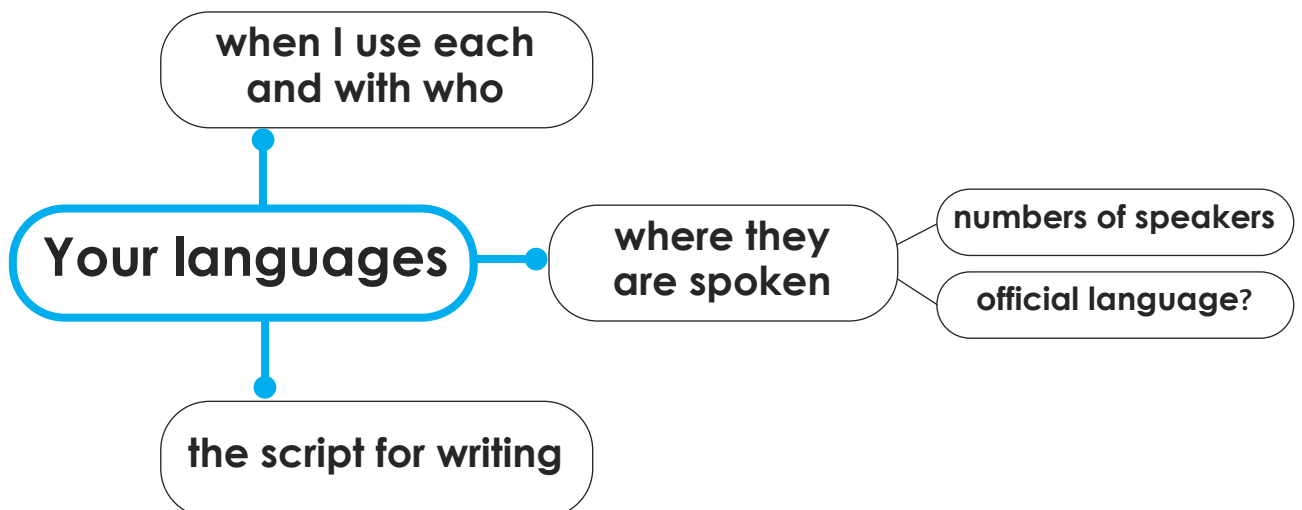 when I use each
and with who
Your languages
where they
are spoken
numbers of speakers
official language?
the script for writing